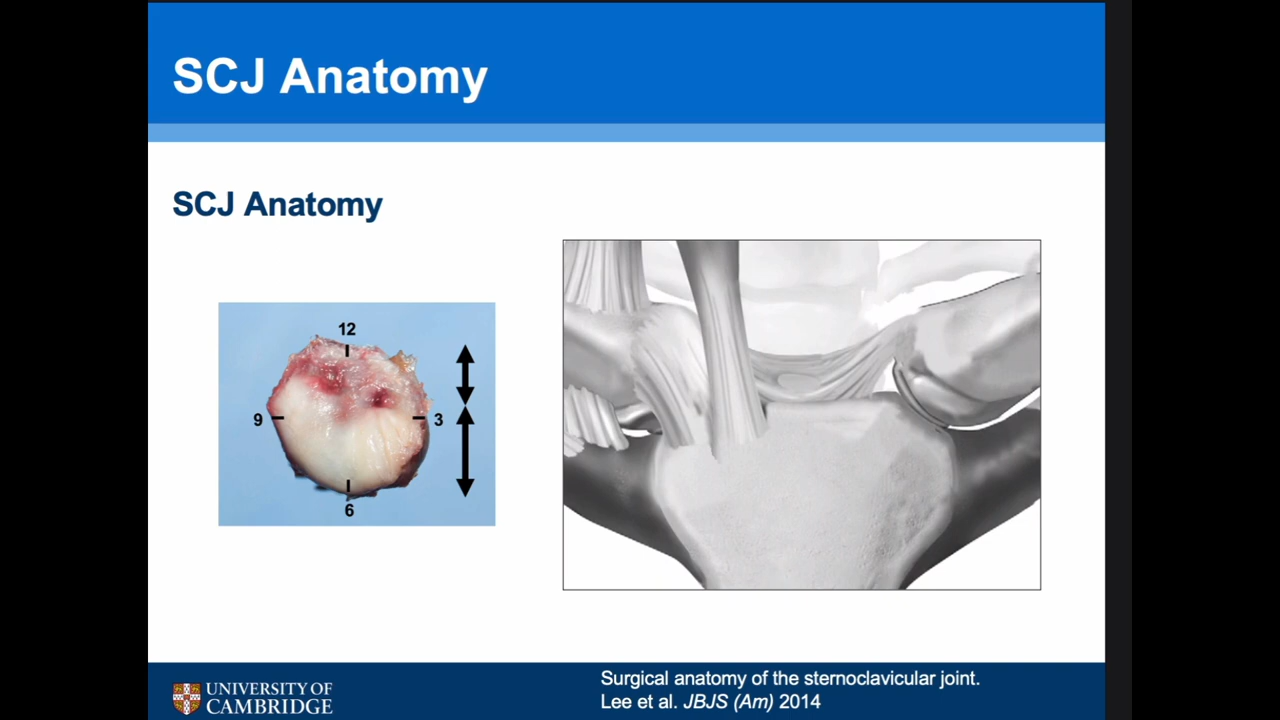 SCJ Anatomy
SCJ Anatomy
12
9
3
6
UNIVERSITY OF
CAMBRIDGE
Surgical anatomy of the sternoclavicular joint.
Lee et al. JBJS (Am) 2014